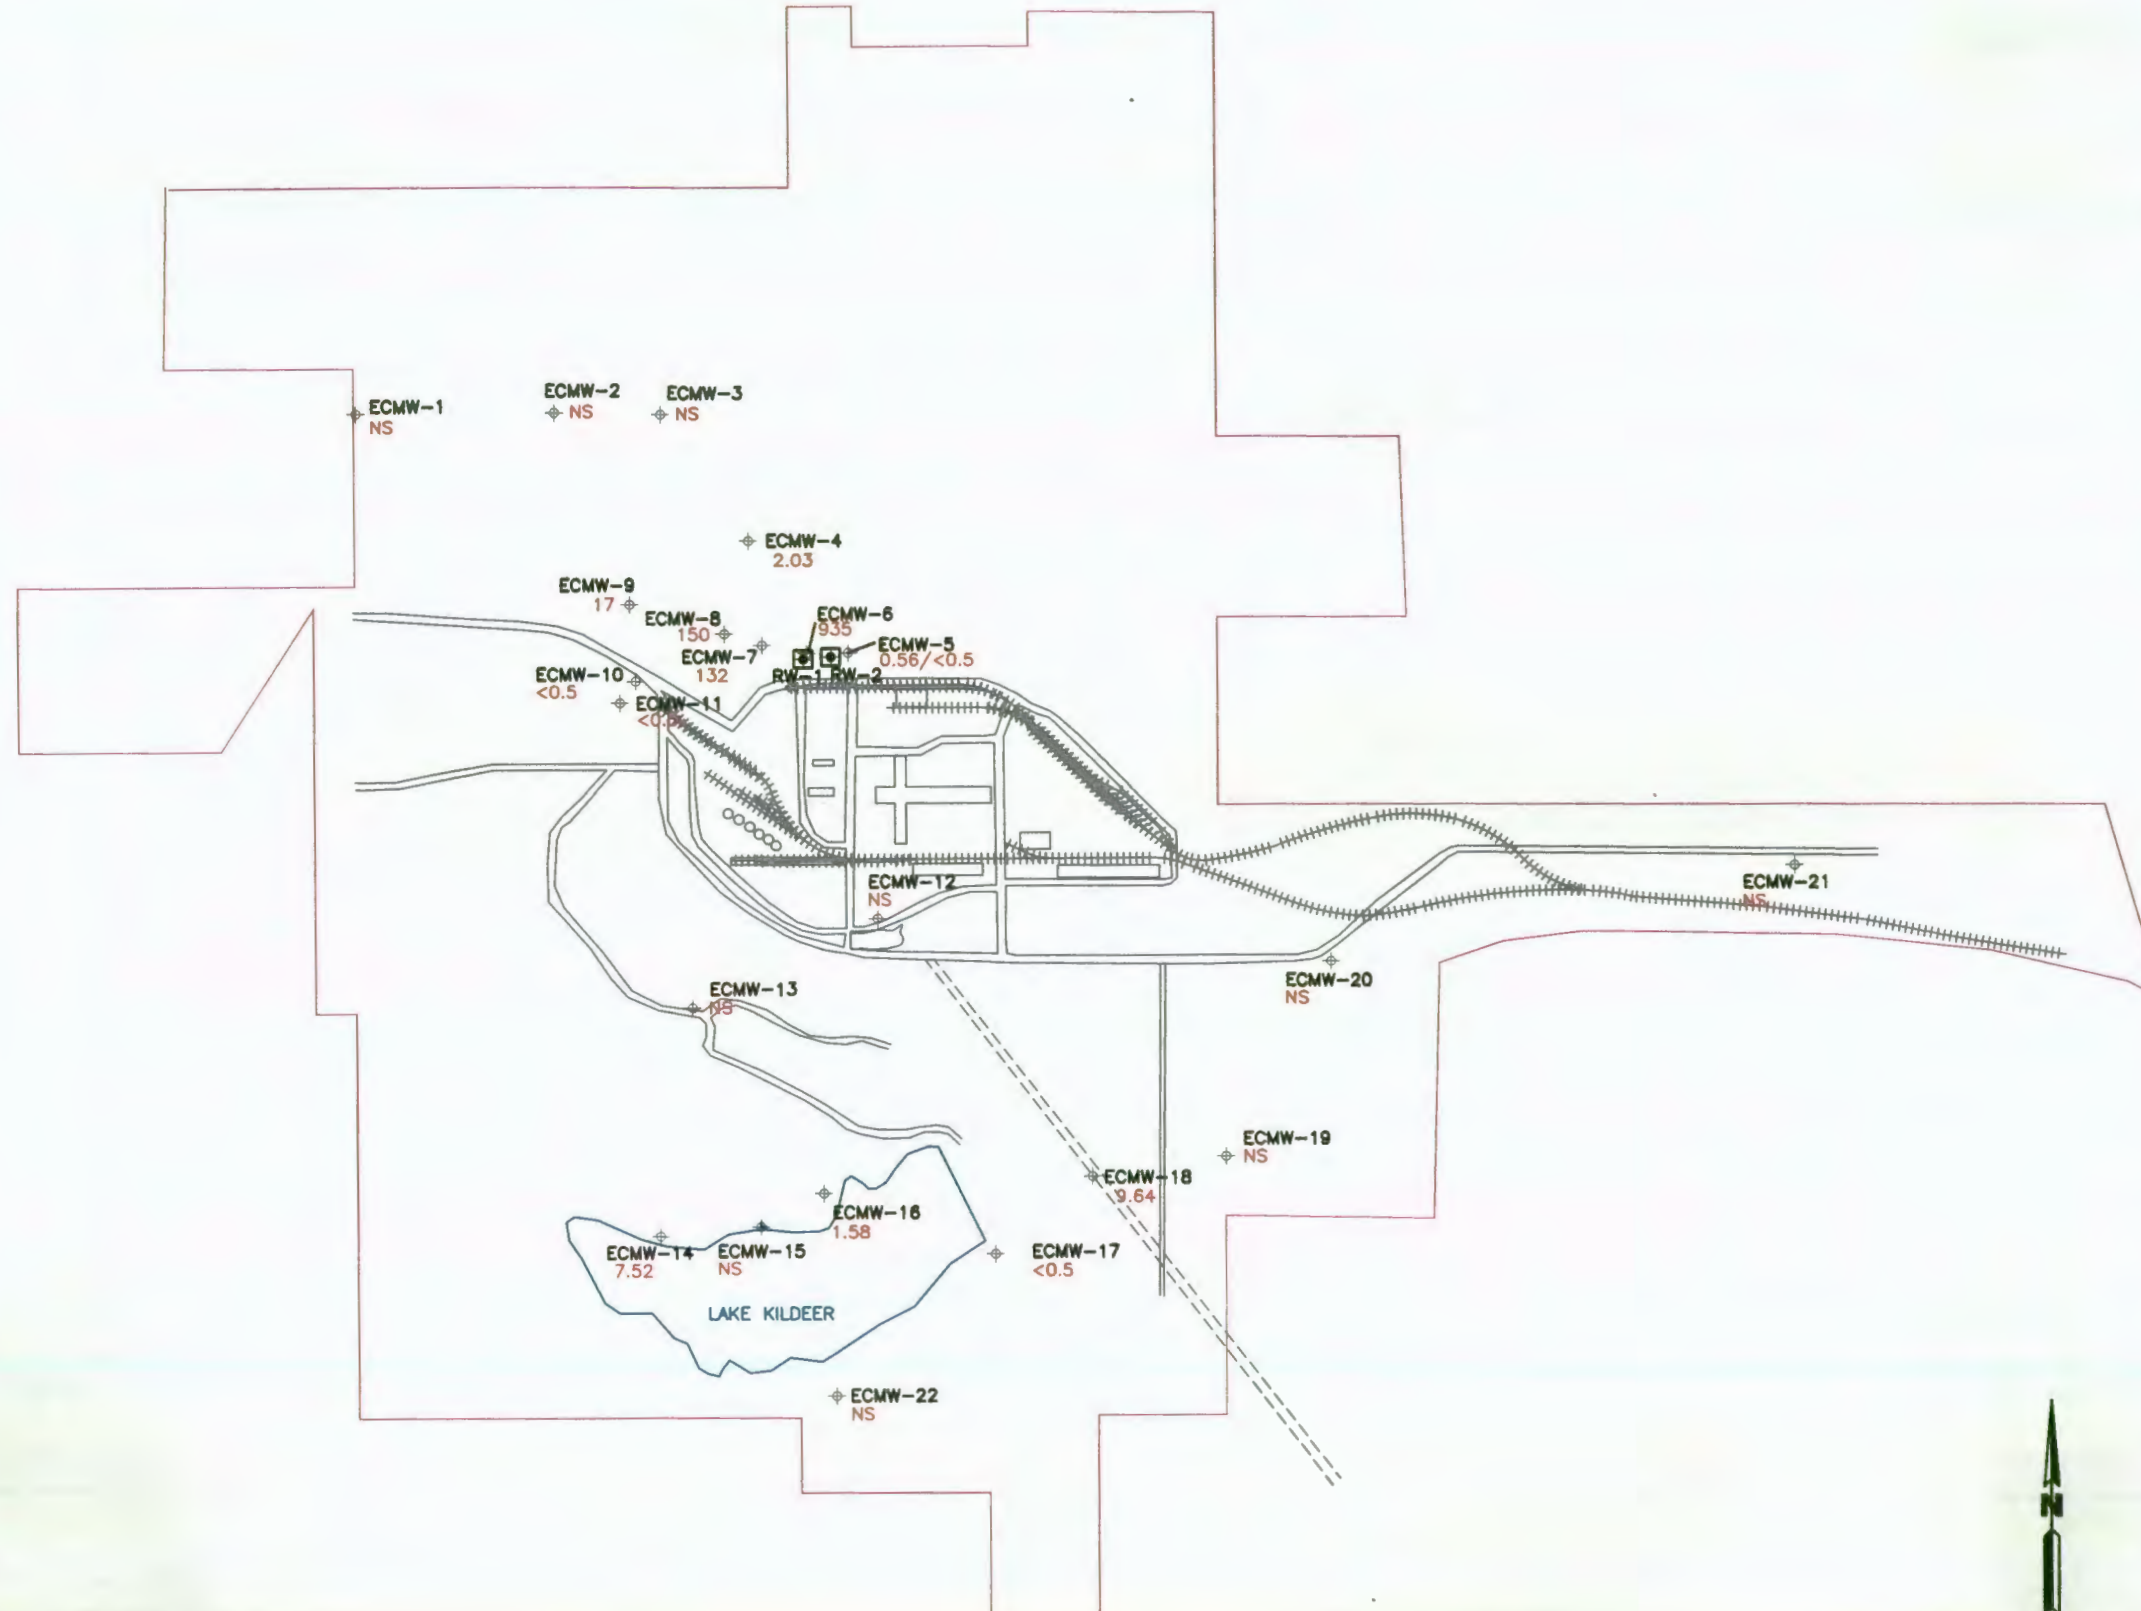 ECMW-1
NS
ECMW-2
NS
ECMW-3
NS
ECMW-4
2.03
ECMW-9
17
ECMW-8
150
ECMW-6
935
ECMW-7
132
ECMW-5
0.56/<0.5
RW-1
RW-2
ECMW-10
<0.5
ECMW-11
<0.5
ECMW-12
NS
ECMW-21
NS
ECMW-20
NS
ECMW-13
NS
ECMW-19
NS
ECMW-18
9.64
ECMW-16
1.58
ECMW-14
7.52
ECMW-15
NS
ECMW-17
<0.5
LAKE KILDEER
ECMW-22
NS
N